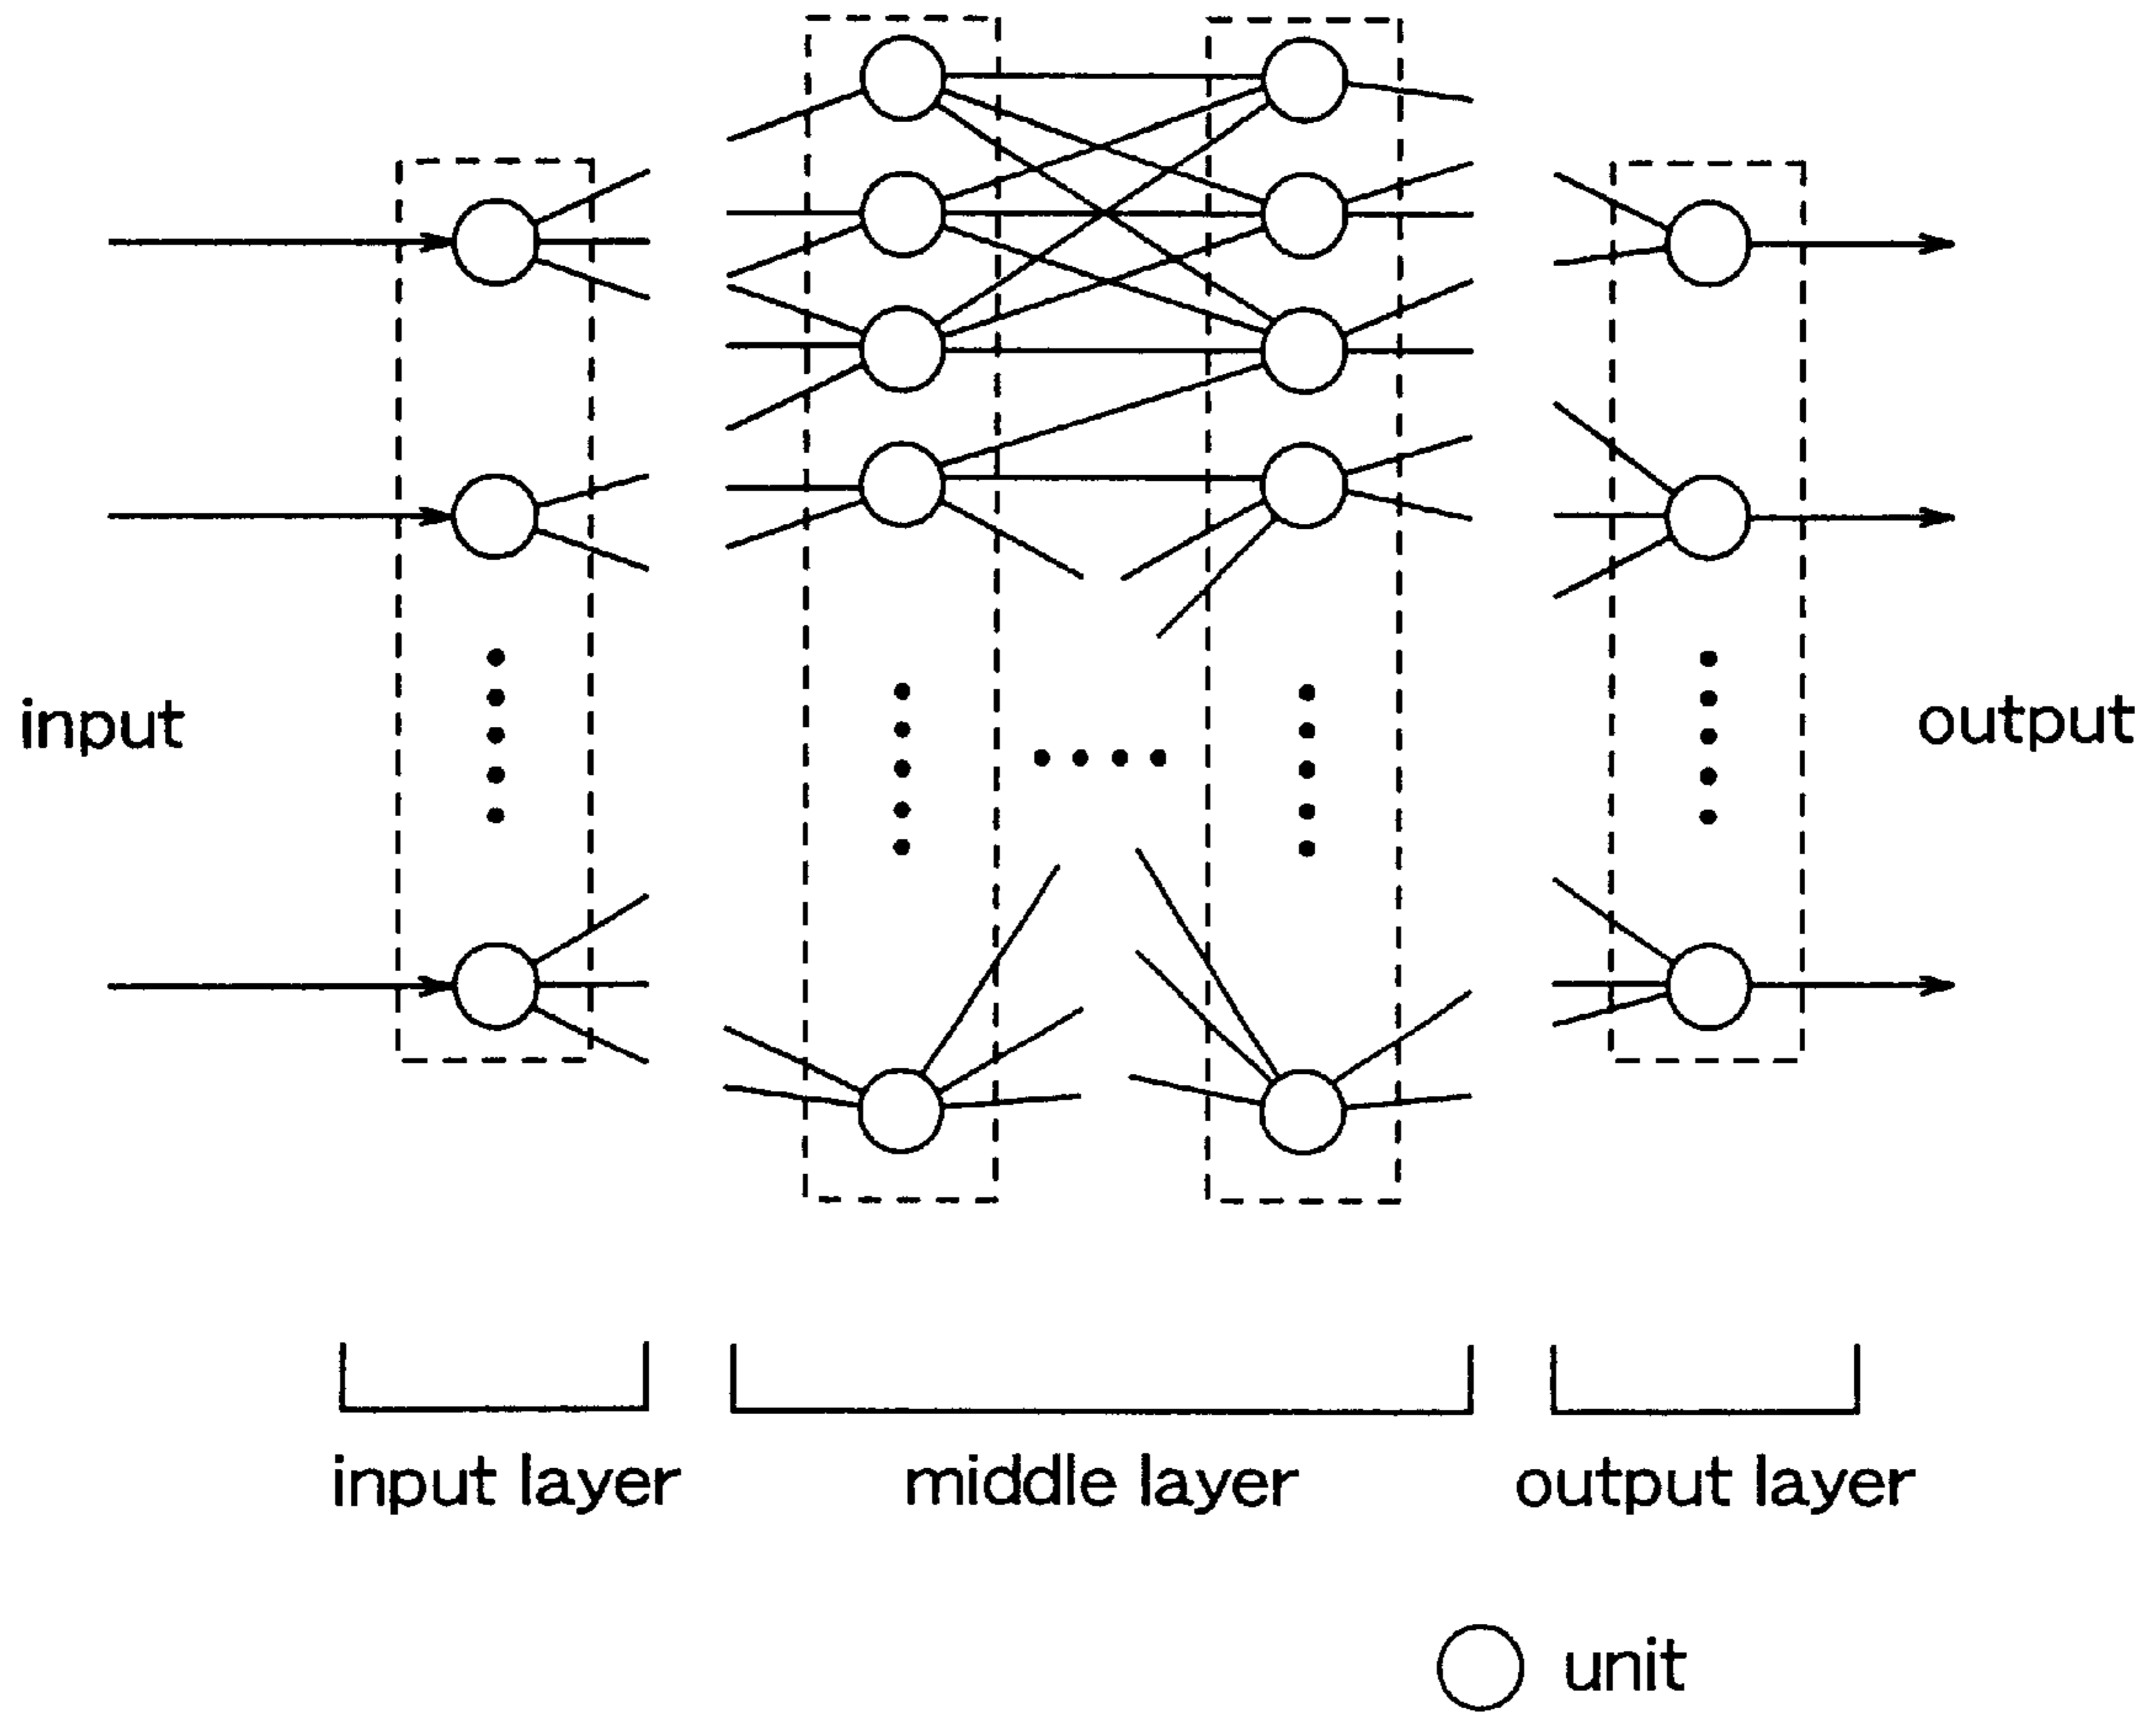 input
output
input layer
middle layer
output layer
unit